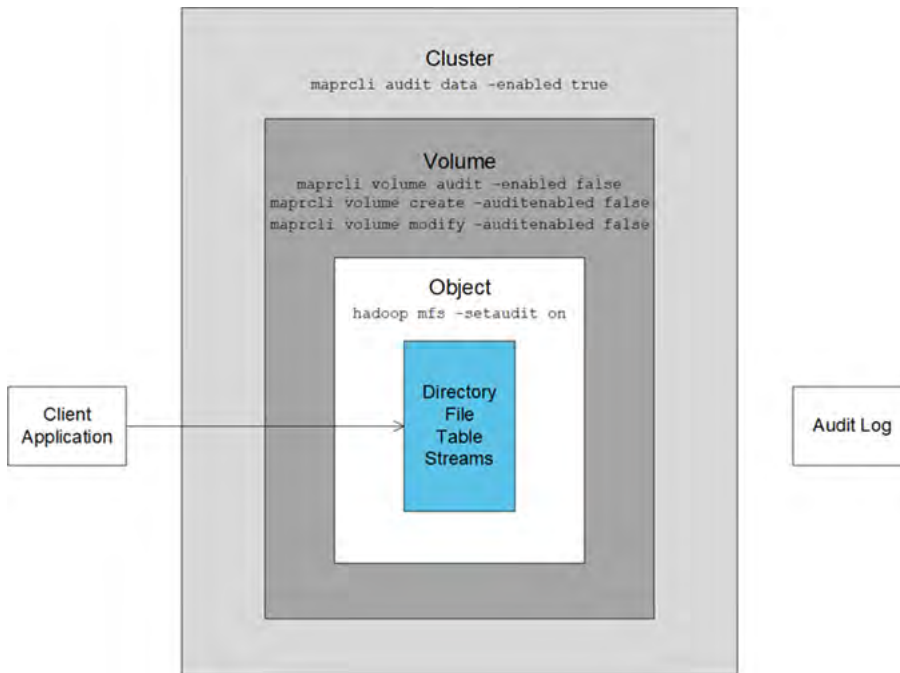 Cluster
maprcli audit data -enabled true
Volume
maprcli volume audit -enabled false
maprcli volume create -auditenabled false
maprcli volume modify -auditenabled false
Object
hadoop mfs -setaudit on
Directory
File
Table
Streams
Client
Application
Audit Log